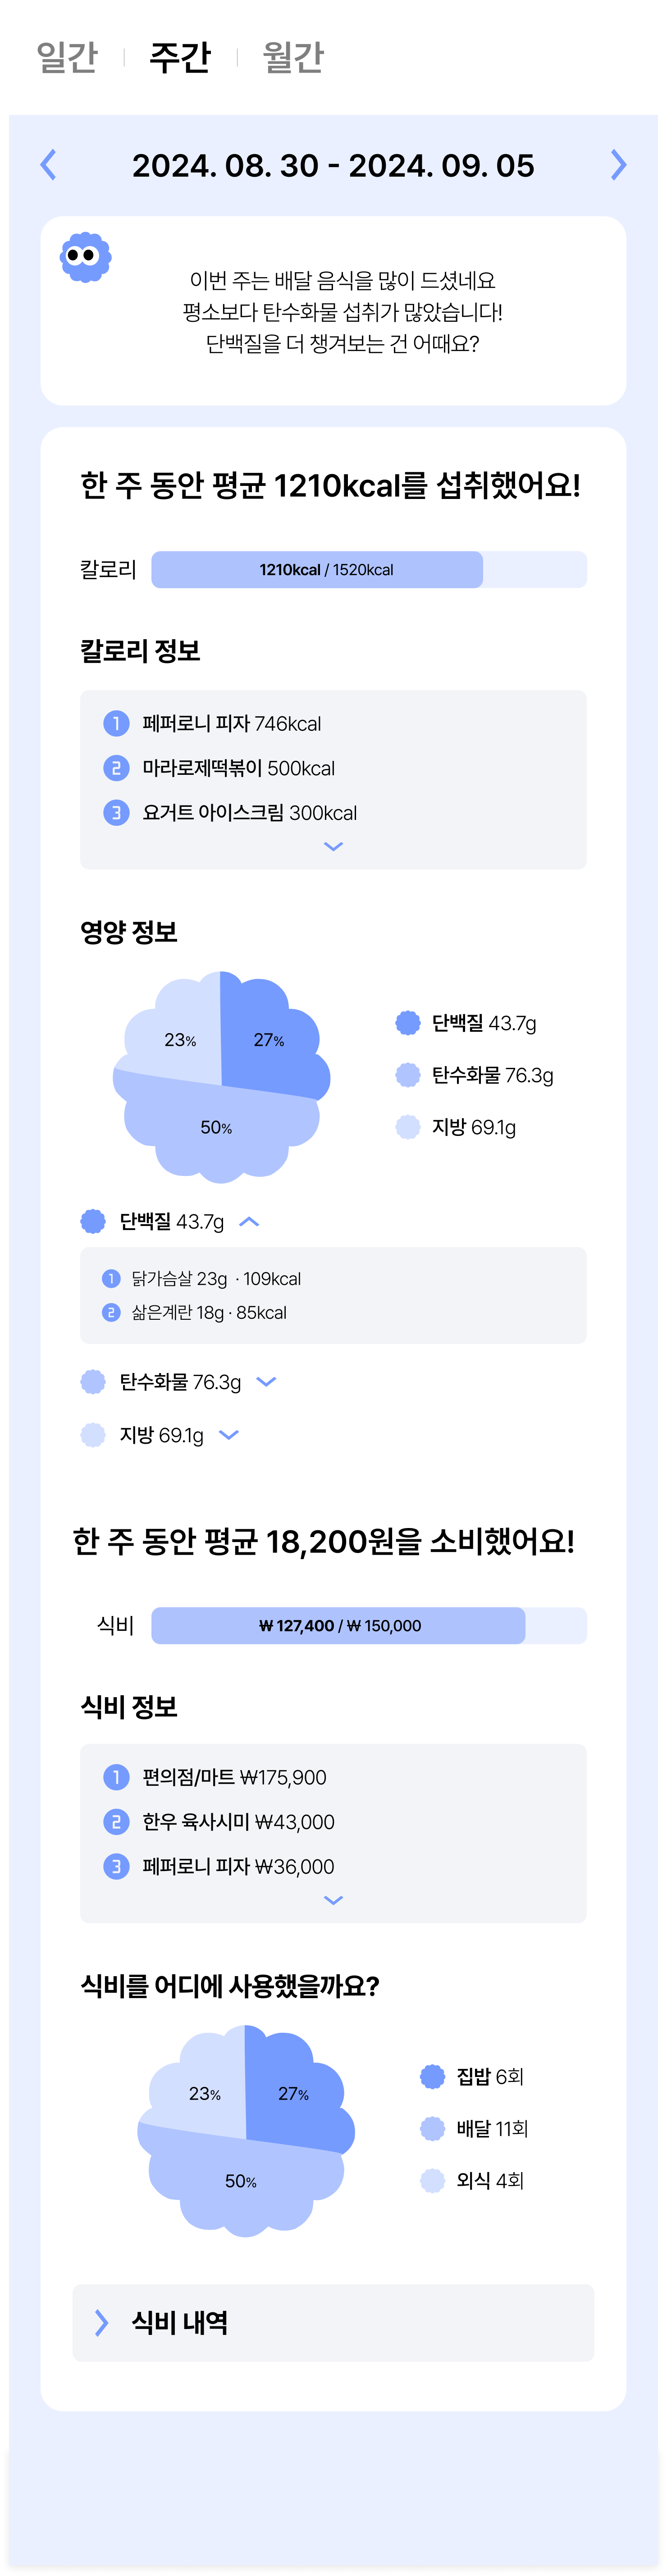 일간 | 주간 | 월간
2024. 08. 30 - 2024. 09. 05
이번 주는 배달 음식을 많이 드셨네요
평소보다 탄수화물 섭취가 많았습니다!
단백질을 더 챙겨보는 건 어때요?
한 주 동안 평균 1210kcal를 섭취했어요!
칼로리 1210kcal / 1520kcal
칼로리 정보
1 페퍼로니 피자 746kcal
2 마라로제떡볶이 500kcal
3 요거트 아이스크림 300kcal
영양 정보
23% 27%
50%
단백질 43.7g
탄수화물 76.3g
지방 69.1g
단백질 43.7g
1 닭가슴살 23g · 109kcal
2 삶은계란 18g · 85kcal
탄수화물 76.3g
지방 69.1g
한 주 동안 평균 18,200원을 소비했어요!
식비 ₩ 127,400 / ₩ 150,000
식비 정보
1 편의점/마트 ₩175,900
2 한우 육사시미 ₩43,000
3 페퍼로니 피자 ₩36,000
식비를 어디에 사용했을까요?
23% 27%
50%
집밥 6회
배달 11회
외식 4회
식비 내역